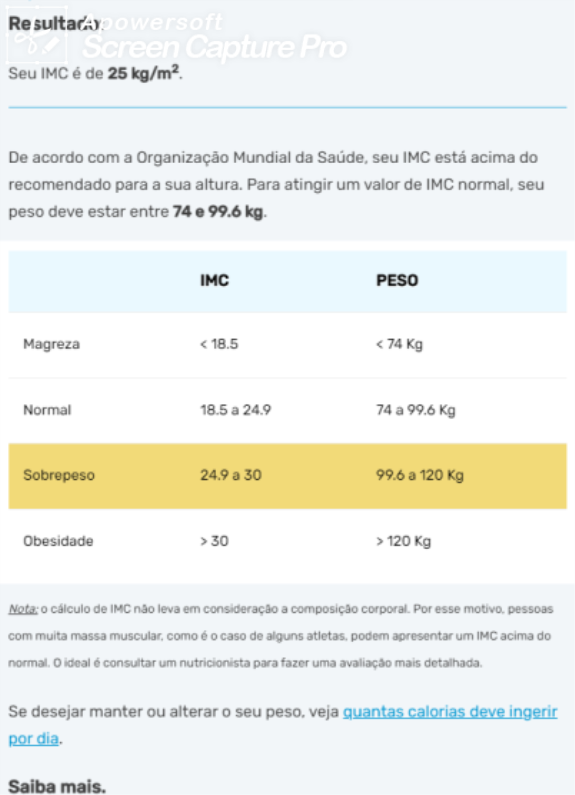 Resultado:
Apowersoft
Screen Capture Pro
Seu IMC é de 25 kg/m².
De acordo com a Organização Mundial da Saúde, seu IMC está acima do
recomendado para a sua altura. Para atingir um valor de IMC normal, seu
peso deve estar entre 74 e 99.6 kg.
IMC PESO
Magreza < 18.5 < 74 Kg
Normal 18.5 a 24.9 74 a 99.6 Kg
Sobrepeso 24.9 a 30 99.6 a 120 Kg
Obesidade > 30 > 120 Kg
Nota: o cálculo de IMC não leva em consideração a composição corporal. Por esse motivo, pessoas
com muita massa muscular, como é o caso de alguns atletas, podem apresentar um IMC acima do
normal. O ideal é consultar um nutricionista para fazer uma avaliação mais detalhada.
Se desejar manter ou alterar o seu peso, veja quantas calorias deve ingerir
por dia.
Saiba mais.